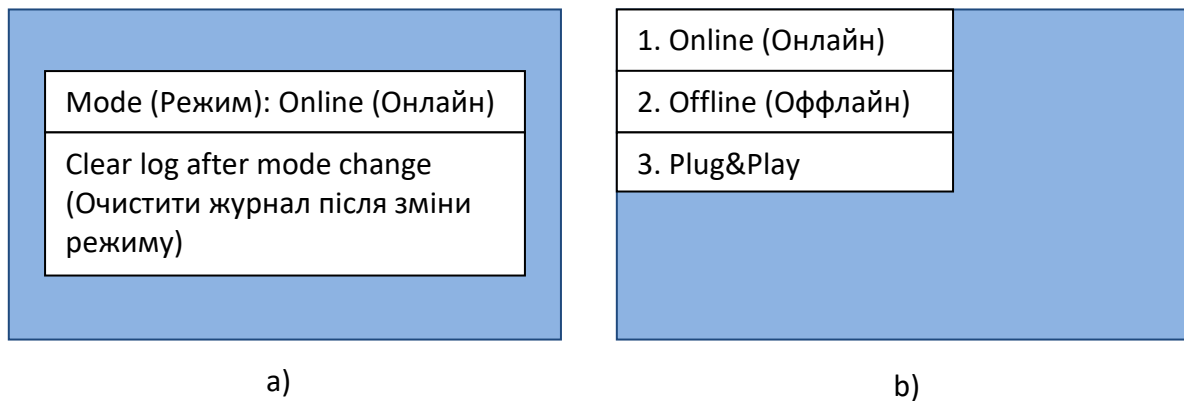 Mode (Режим): Online (Онлайн)
Clear log after mode change
(Очистити журнал після зміни
режиму)
a)
1. Online (Онлайн)
2. Offline (Оффлайн)
3. Plug&Play
b)